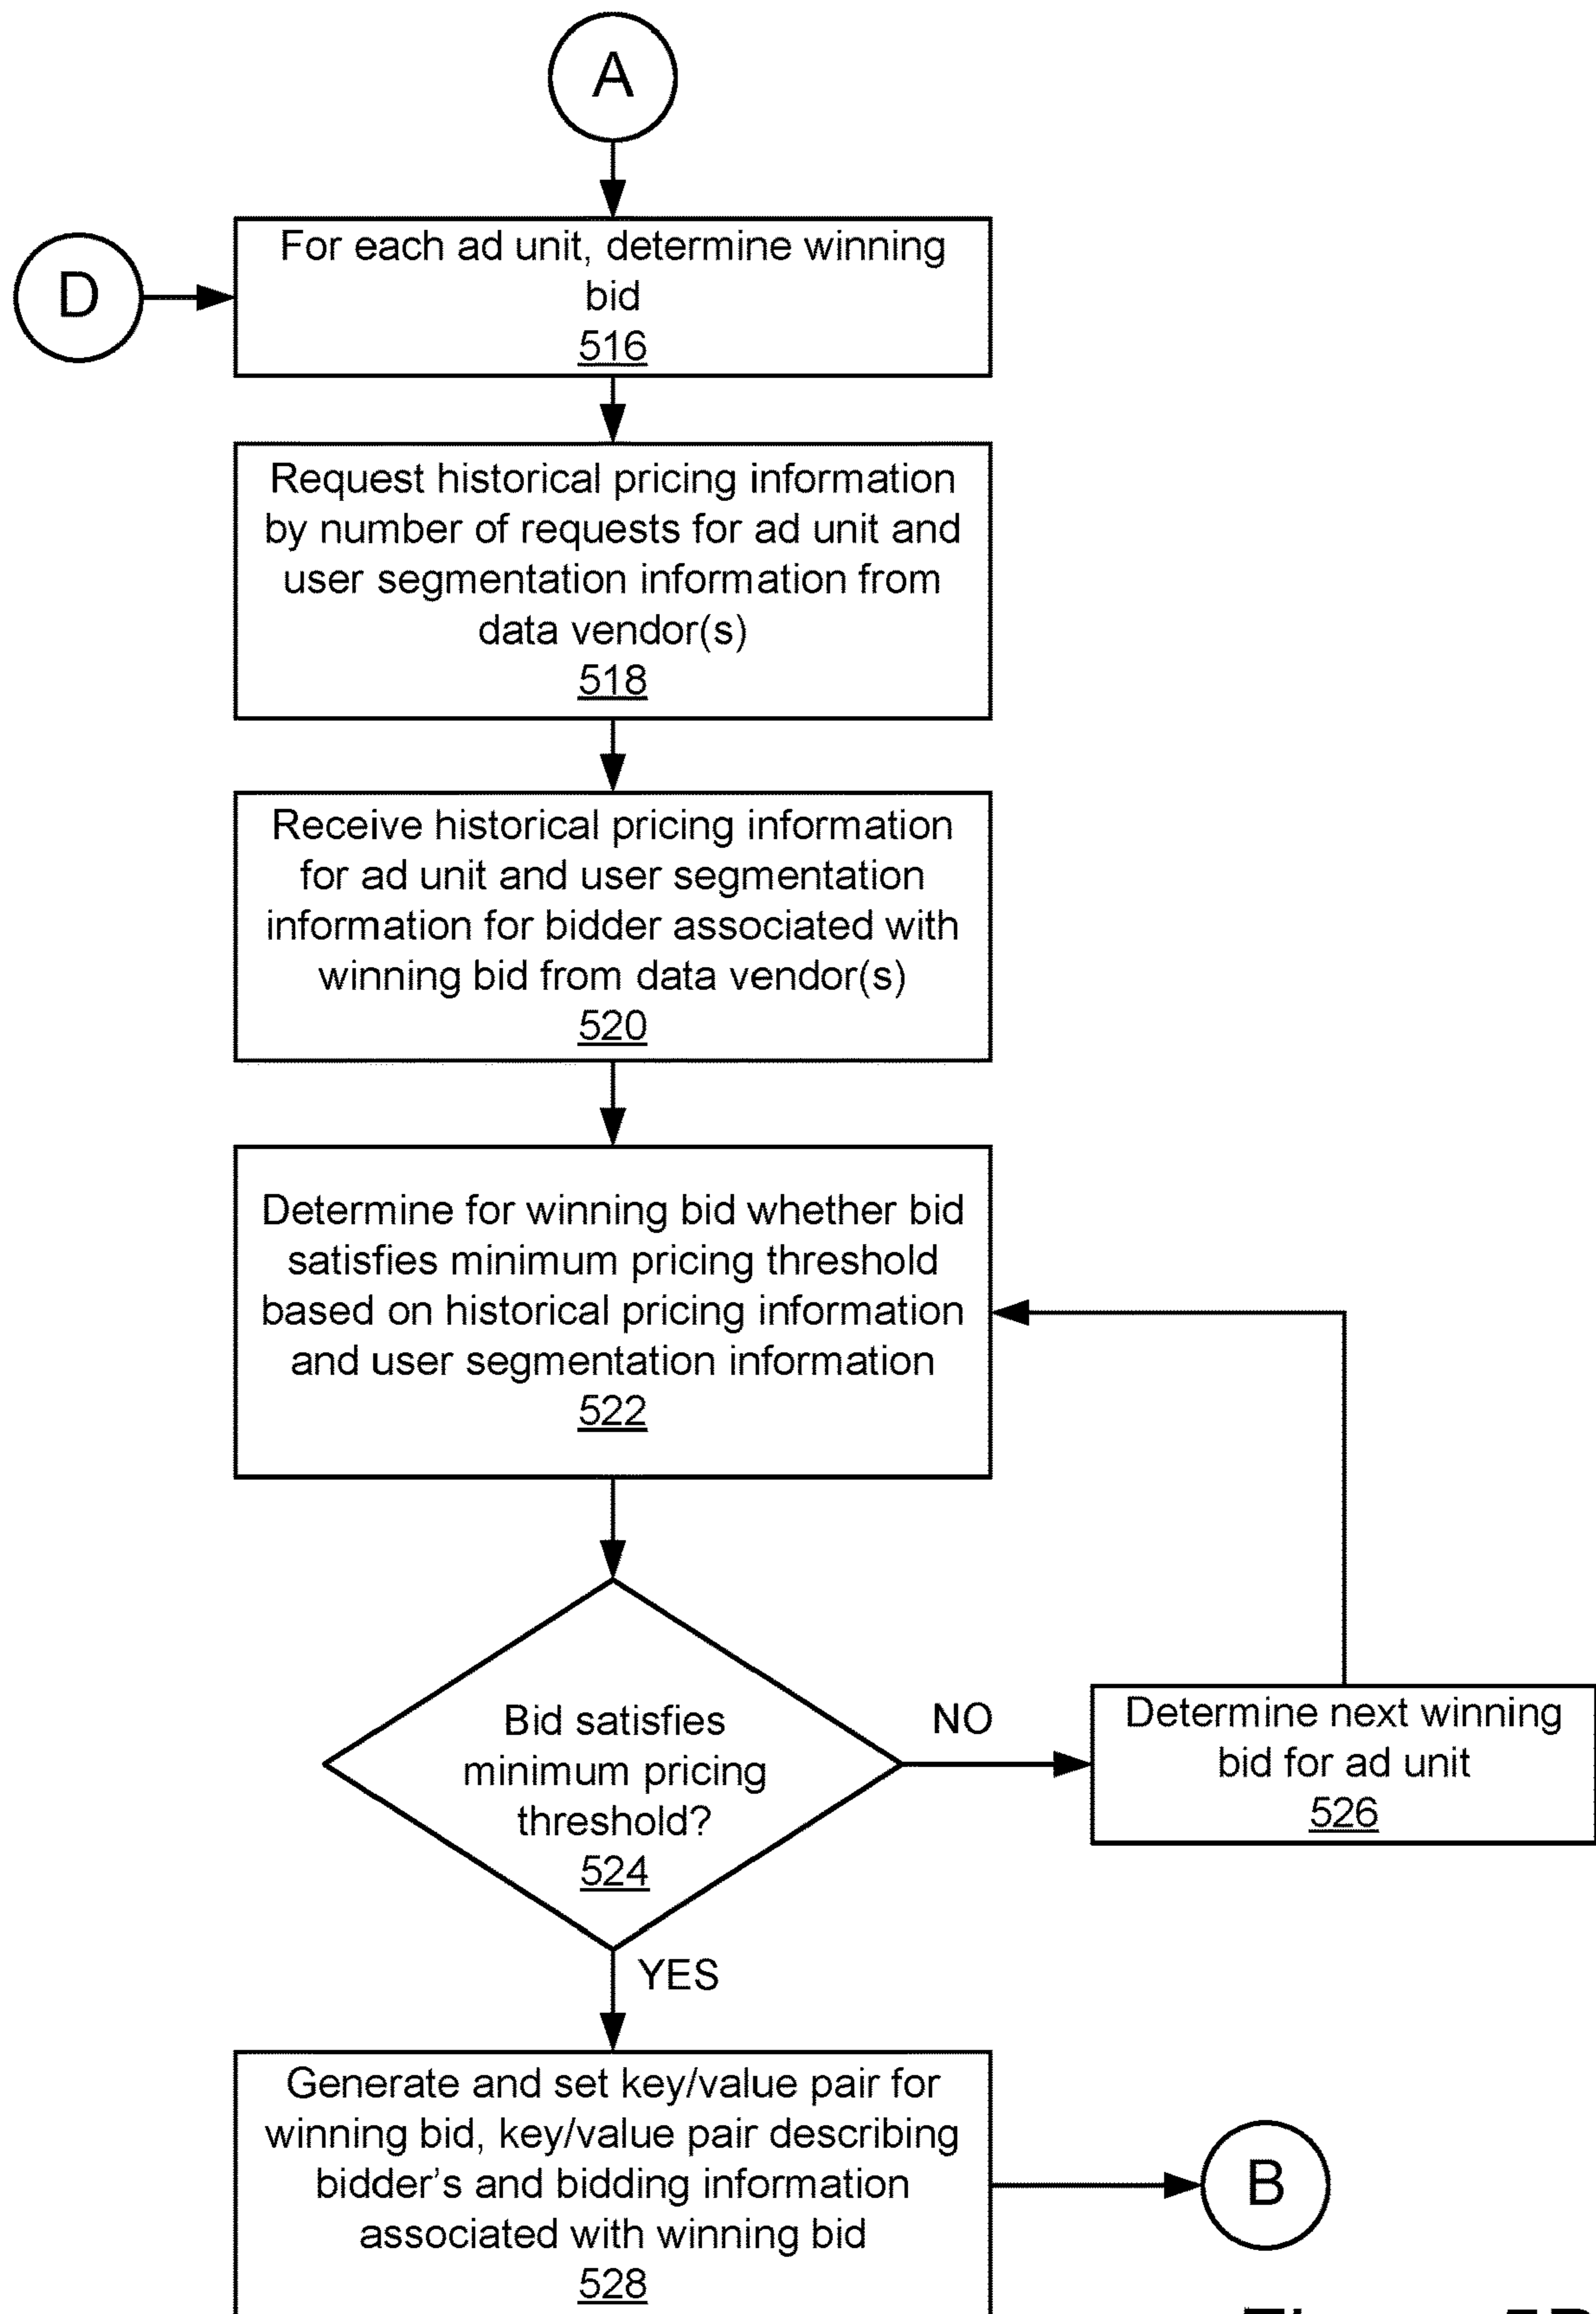 A
D
For each ad unit, determine winning
bid
516
Request historical pricing information
by number of requests for ad unit and
user segmentation information from
data vendor(s)
518
Receive historical pricing information
for ad unit and user segmentation
information for bidder associated with
winning bid from data vendor(s)
520
Determine for winning bid whether bid
satisfies minimum pricing threshold
based on historical pricing information
and user segmentation information
522
Bid satisfies
minimum pricing
threshold?
524
NO
Determine next winning
bid for ad unit
526
YES
Generate and set key/value pair for
winning bid, key/value pair describing
bidder's and bidding information
associated with winning bid
528
B